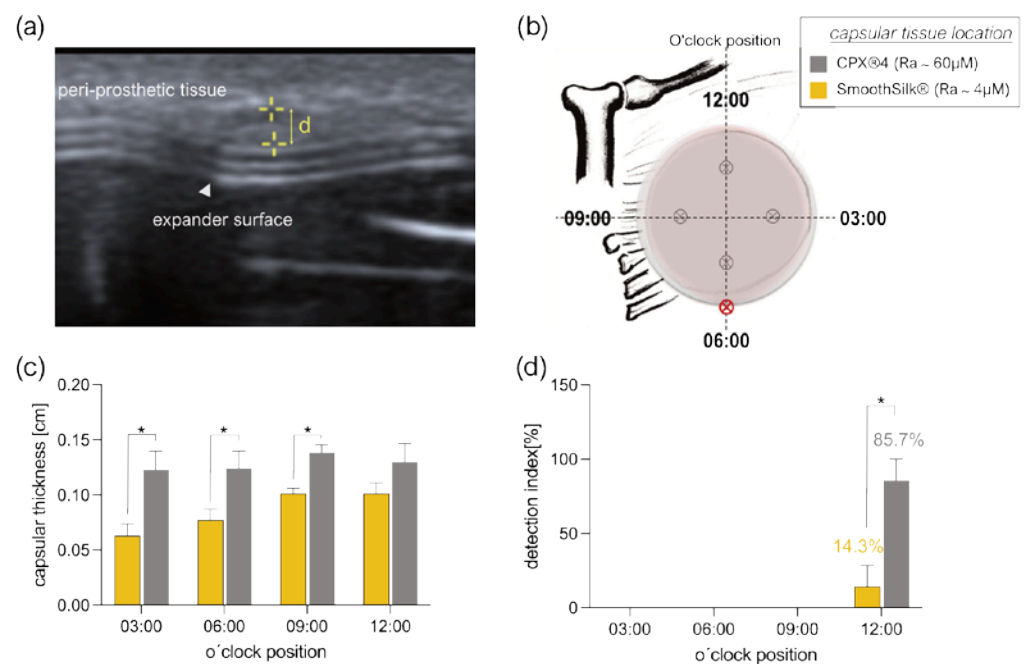 (a)
peri-prosthetic tissue
d
expander surface
(b)
O'clock position
12:00
09:00
03:00
06:00
capsular tissue location
CPX®4 (Ra ~ 60µM)
SmoothSilk® (Ra ~ 4µM)
(c)
capsular thickness [cm]
0.20
0.15
0.10
0.05
0.00
*
*
*
03:00
06:00
09:00
12:00
o´clock position
(d)
detection index[%]
150
100
50
0
*
85.7%
14.3%
03:00
06:00
09:00
12:00
o´clock position